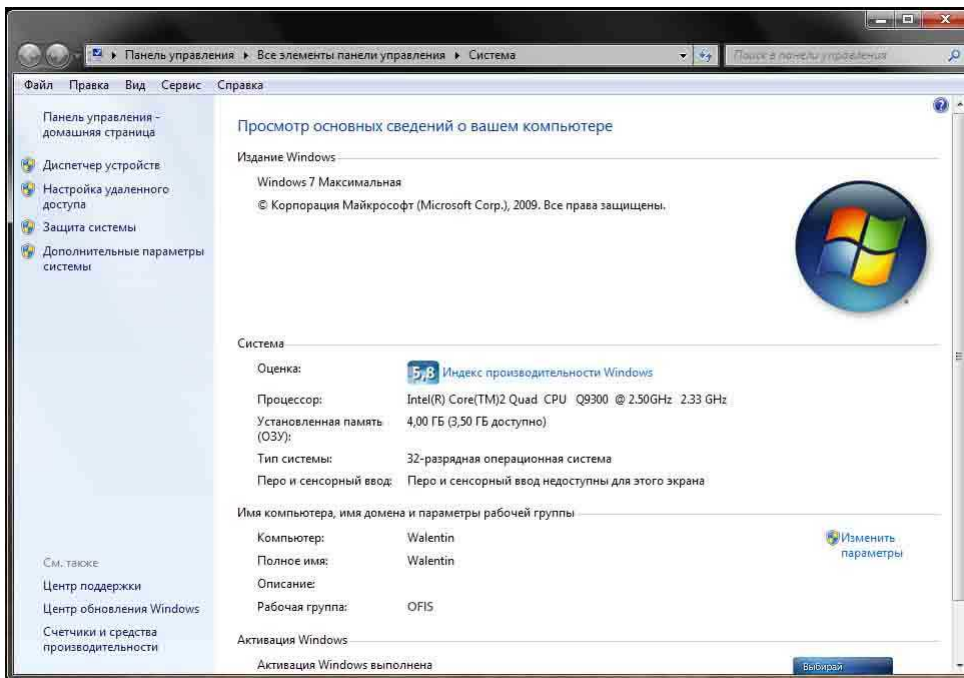 Панель управления ▸ Все элементы панели управления ▸ Система
Поиск в панели управления
Файл Правка Вид Сервис Справка
Панель управления -
домашняя страница
Диспетчер устройств
Настройка удаленного
доступа
Защита системы
Дополнительные параметры
системы
См. также
Центр поддержки
Центр обновления Windows
Счетчики и средства
производительности
Просмотр основных сведений о вашем компьютере
Издание Windows
Windows 7 Максимальная
© Корпорация Майкрософт (Microsoft Corp.), 2009. Все права защищены.
Система
Оценка: 5,8 Индекс производительности Windows
Процессор: Intel(R) Core(TM)2 Quad CPU Q9300 @ 2.50GHz 2.33 GHz
Установленная память
(ОЗУ): 4,00 ГБ (3,50 ГБ доступно)
Тип системы: 32-разрядная операционная система
Перо и сенсорный ввод: Перо и сенсорный ввод недоступны для этого экрана
Имя компьютера, имя домена и параметры рабочей группы
Компьютер: Walentin
Изменить
параметры
Полное имя: Walentin
Описание:
Рабочая группа: OFIS
Активация Windows
Активация Windows выполнена
Выбирай